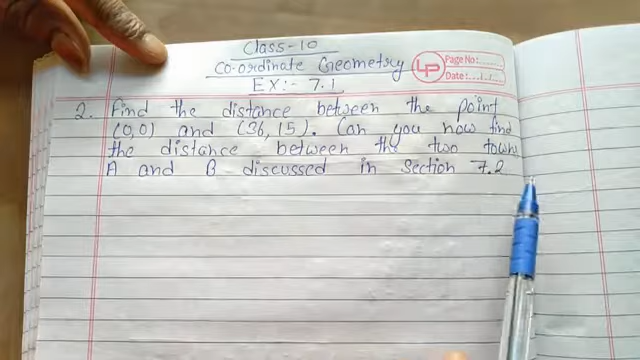 Class-10
Co-ordinate Geometry
EX:- 7.1
LP
Page No:......
Date: .../.../...
2. Find the distance between the point
(0,0) and (36,15). Can you now find
the distance between the two towns
A and B discussed in Section 7.2